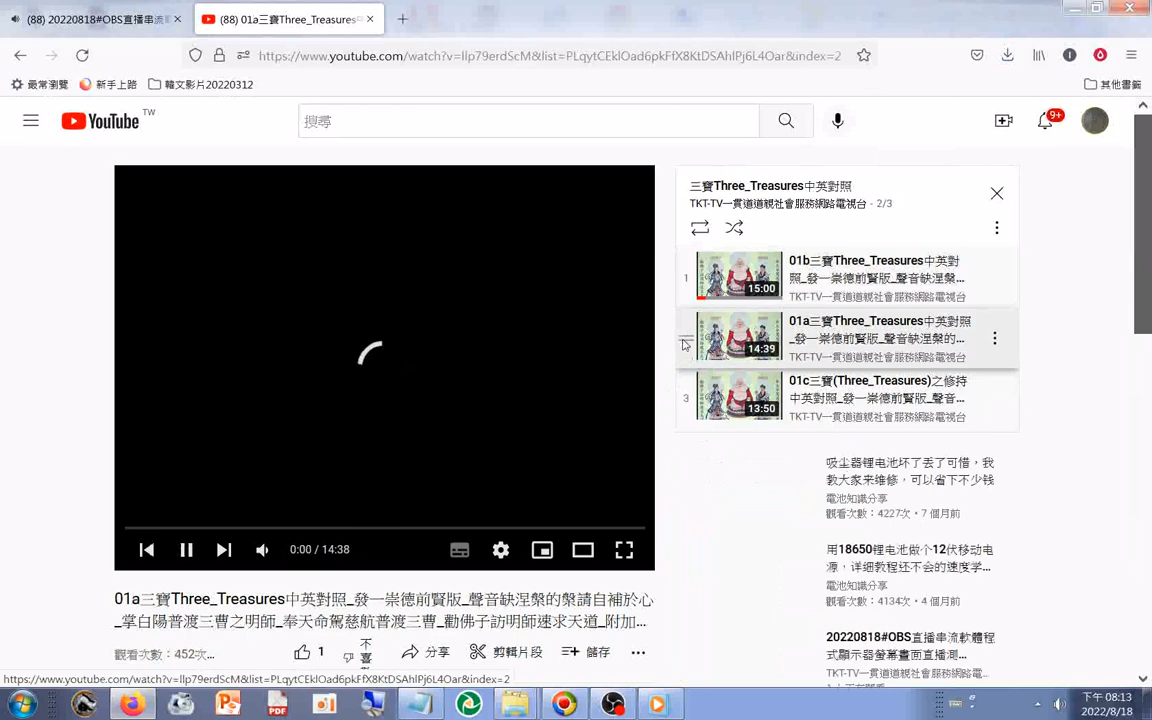 (88) 20220818#OBS直播串流軟
(88) 01a三寶Three_Treasures中
https://www.youtube.com/watch?v=llp79erdScM&list=PLqytCEklOad6pkFfX8KtDSAhlPj6L4Oar&index=2
最常瀏覽
新手上路
韓文影片20220312
其他書籤
YouTube TW
搜尋
9+
三寶Three_Treasures中英對照
TKT-TV一貫道道親社會服務網路電視台 - 2/3
1
15:00
01b三寶Three_Treasures中英對
照_發一崇德前賢版_聲音缺涅槃...
TKT-TV一貫道道親社會服務網路電視台
14:39
01a三寶Three_Treasures中英對照
_發一崇德前賢版_聲音缺涅槃的...
TKT-TV一貫道道親社會服務網路電視台
3
13:50
01c三寶(Three_Treasures)之修持
中英對照_發一崇德前賢版_聲音...
TKT-TV一貫道道親社會服務網路電視台
0:00 / 14:38
吸尘器锂电池坏了丢了可惜，我
教大家来维修，可以省下不少钱
電池知識分享
觀看次數：4227次 • 7 個月前
用18650锂电池做个12伏移动电
源，详细教程还不会的速度学...
電池知識分享
觀看次數：4134次 • 4 個月前
20220818#OBS直播串流軟體程
式顯示器螢幕畫面直播測...
TKT-TV一貫道道親社會服務網路電視台
01a三寶Three_Treasures中英對照_發一崇德前賢版_聲音缺涅槃的槃請自補於心
_掌白陽普渡三曹之明師_奉天命駕慈航普渡三曹_勸佛子訪明師速求天道_附加...
觀看次數：452次...
1
不
喜
分享
剪輯片段
儲存
https://www.youtube.com/watch?v=llp79erdScM&list=PLqytCEklOad6pkFfX8KtDSAhlPj6L4Oar&index=2
下午 08:13
2022/8/18